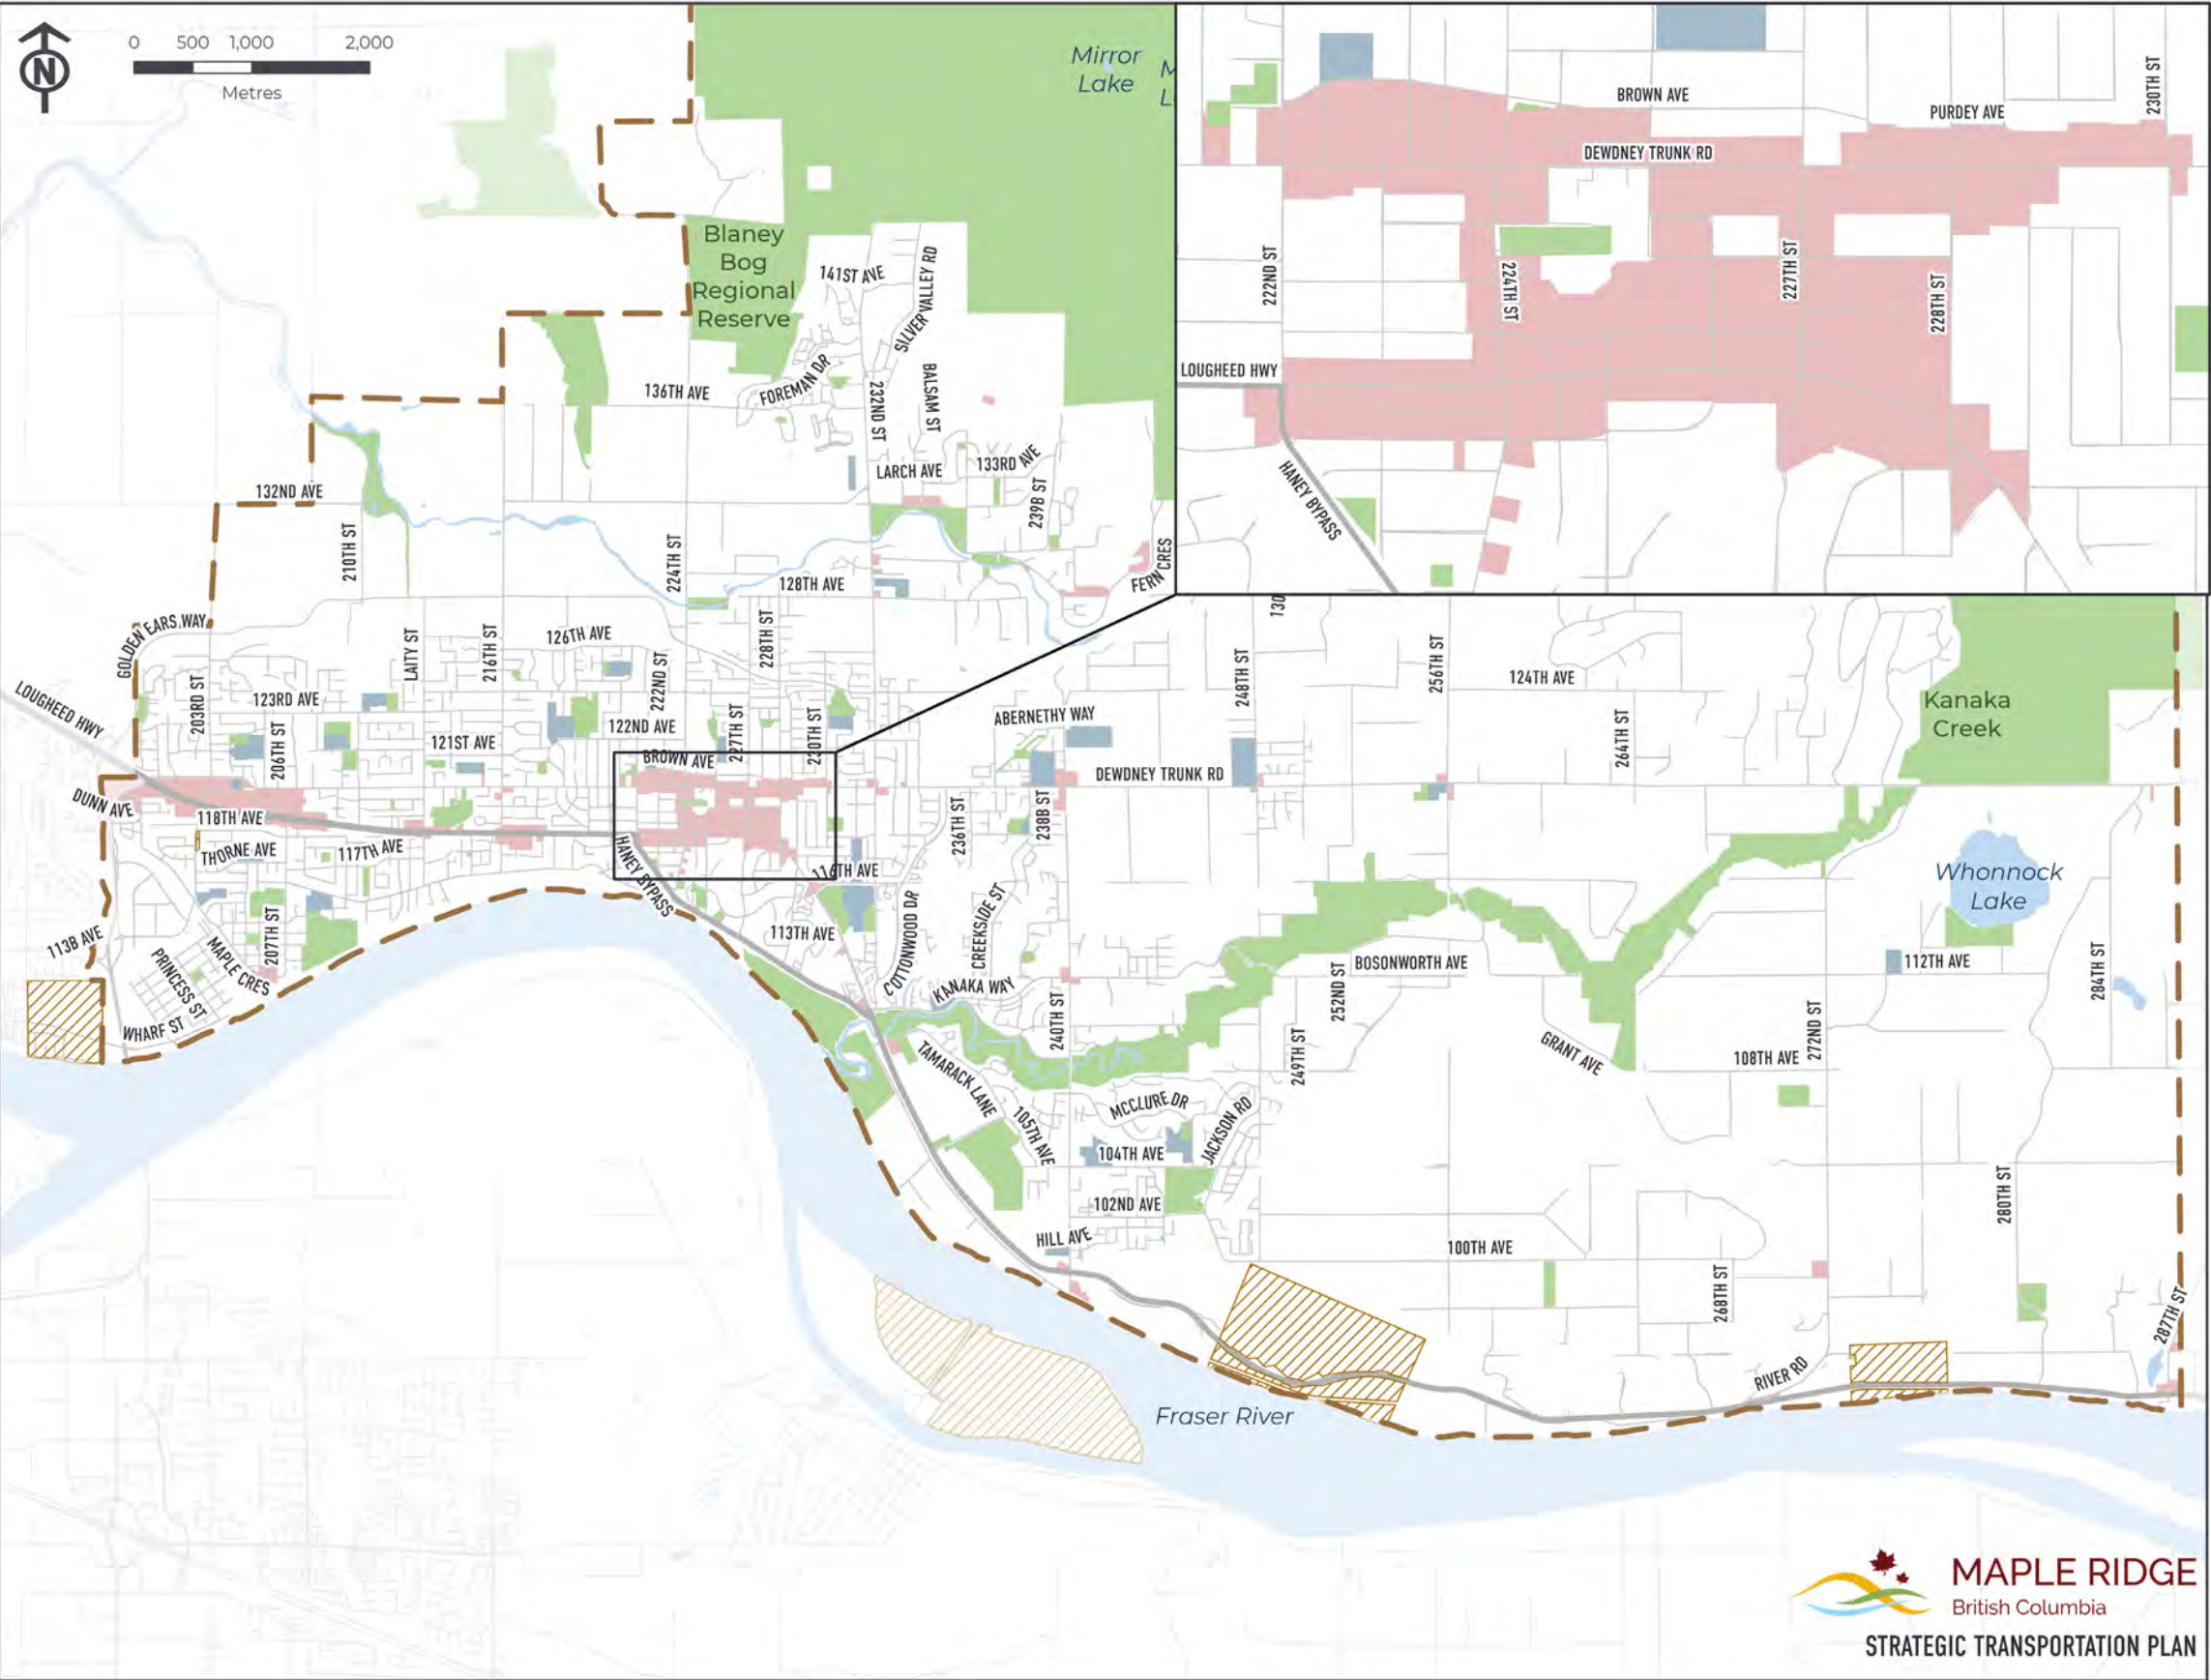 N
0 500 1,000 2,000
Metres
Mirror
Lake
M
L
BROWN AVE
PURDEY AVE
230TH ST
DEWDNEY TRUNK RD
222ND ST
224TH ST
227TH ST
228TH ST
LOUGHEED HWY
HANEY BYPASS
Blaney
Bog
Regional
Reserve
141ST AVE
SILVER VALLEY RD
FOREMAN DR
136TH AVE
232ND ST
BALSAM ST
LARCH AVE
133RD AVE
239B ST
132ND AVE
210TH ST
224TH ST
128TH AVE
FERN CRES
GOLDEN EARS WAY
LAITY ST
216TH ST
126TH AVE
228TH ST
130
248TH ST
256TH ST
124TH AVE
264TH ST
Kanaka
Creek
LOUGHEED HWY
203RD ST
123RD AVE
206TH ST
121ST AVE
222ND ST
122ND AVE
227TH ST
230TH ST
BROWN AVE
ABERNETHY WAY
DEWDNEY TRUNK RD
DUNN AVE
118TH AVE
THORNE AVE
117TH AVE
HANEY BYPASS
116TH AVE
236TH ST
238B ST
Whonnock
Lake
113B AVE
PRINCESS ST
MAPLE CRES
207TH ST
WHARF ST
113TH AVE
COTTONWOOD DR
CREEKSIDE ST
KANAKA WAY
240TH ST
BOSONWORTH AVE
252ND ST
249TH ST
112TH AVE
284TH ST
272ND ST
GRANT AVE
108TH AVE
TAMARACK LANE
105TH AVE
MCCLURE DR
JACKSON RD
104TH AVE
102ND AVE
HILL AVE
100TH AVE
268TH ST
280TH ST
287TH ST
RIVER RD
Fraser River
MAPLE RIDGE
British Columbia
STRATEGIC TRANSPORTATION PLAN